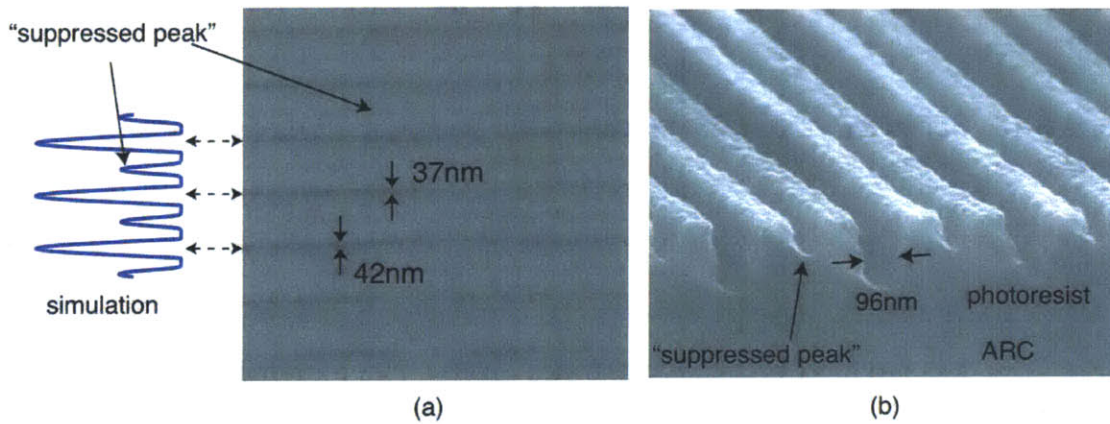 "suppressed peak"
37nm
42nm
simulation
(a)
96nm
photoresist
"suppressed peak"
ARC
(b)